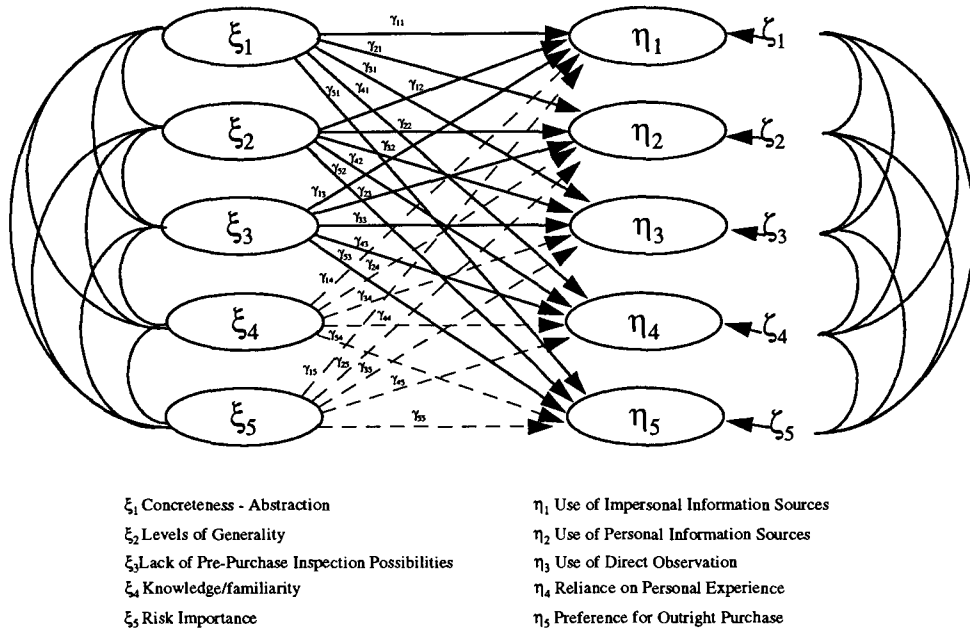 ξ1 η1 ζ1
γ11
γ21
γ31
γ41
γ51
γ12
ξ2 η2 ζ2
γ22
γ32
γ42
γ52
γ13
γ23
ξ3 η3 ζ3
γ33
γ43
γ53
γ24
γ14
γ34
γ44
ξ4 η4 ζ4
γ54
γ15
γ25
γ35
γ45
ξ5 η5 ζ5
γ55
ξ1 Concreteness - Abstraction
ξ2 Levels of Generality
ξ3 Lack of Pre-Purchase Inspection Possibilities
ξ4 Knowledge/familiarity
ξ5 Risk Importance
η1 Use of Impersonal Information Sources
η2 Use of Personal Information Sources
η3 Use of Direct Observation
η4 Reliance on Personal Experience
η5 Preference for Outright Purchase